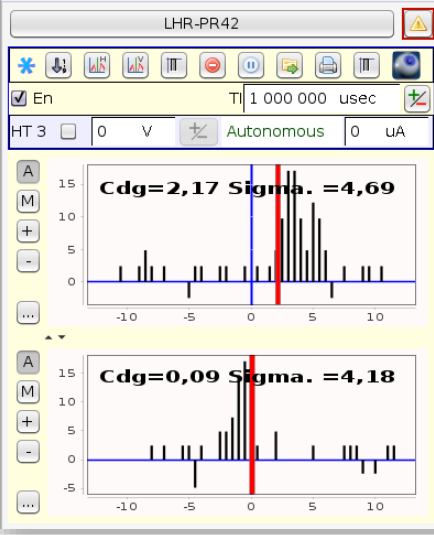 LHR-PR42
En TI 1 000 000 usec
HT 3 0 V Autonomous 0 uA
A
M
+
-
...
Cdg=2,17 Sigma. =4,69
15
10
5
0
-10 -5 0 5 10
A
M
+
-
...
Cdg=0,09 Sigma. =4,18
15
10
5
0
-5
-10 -5 0 5 10